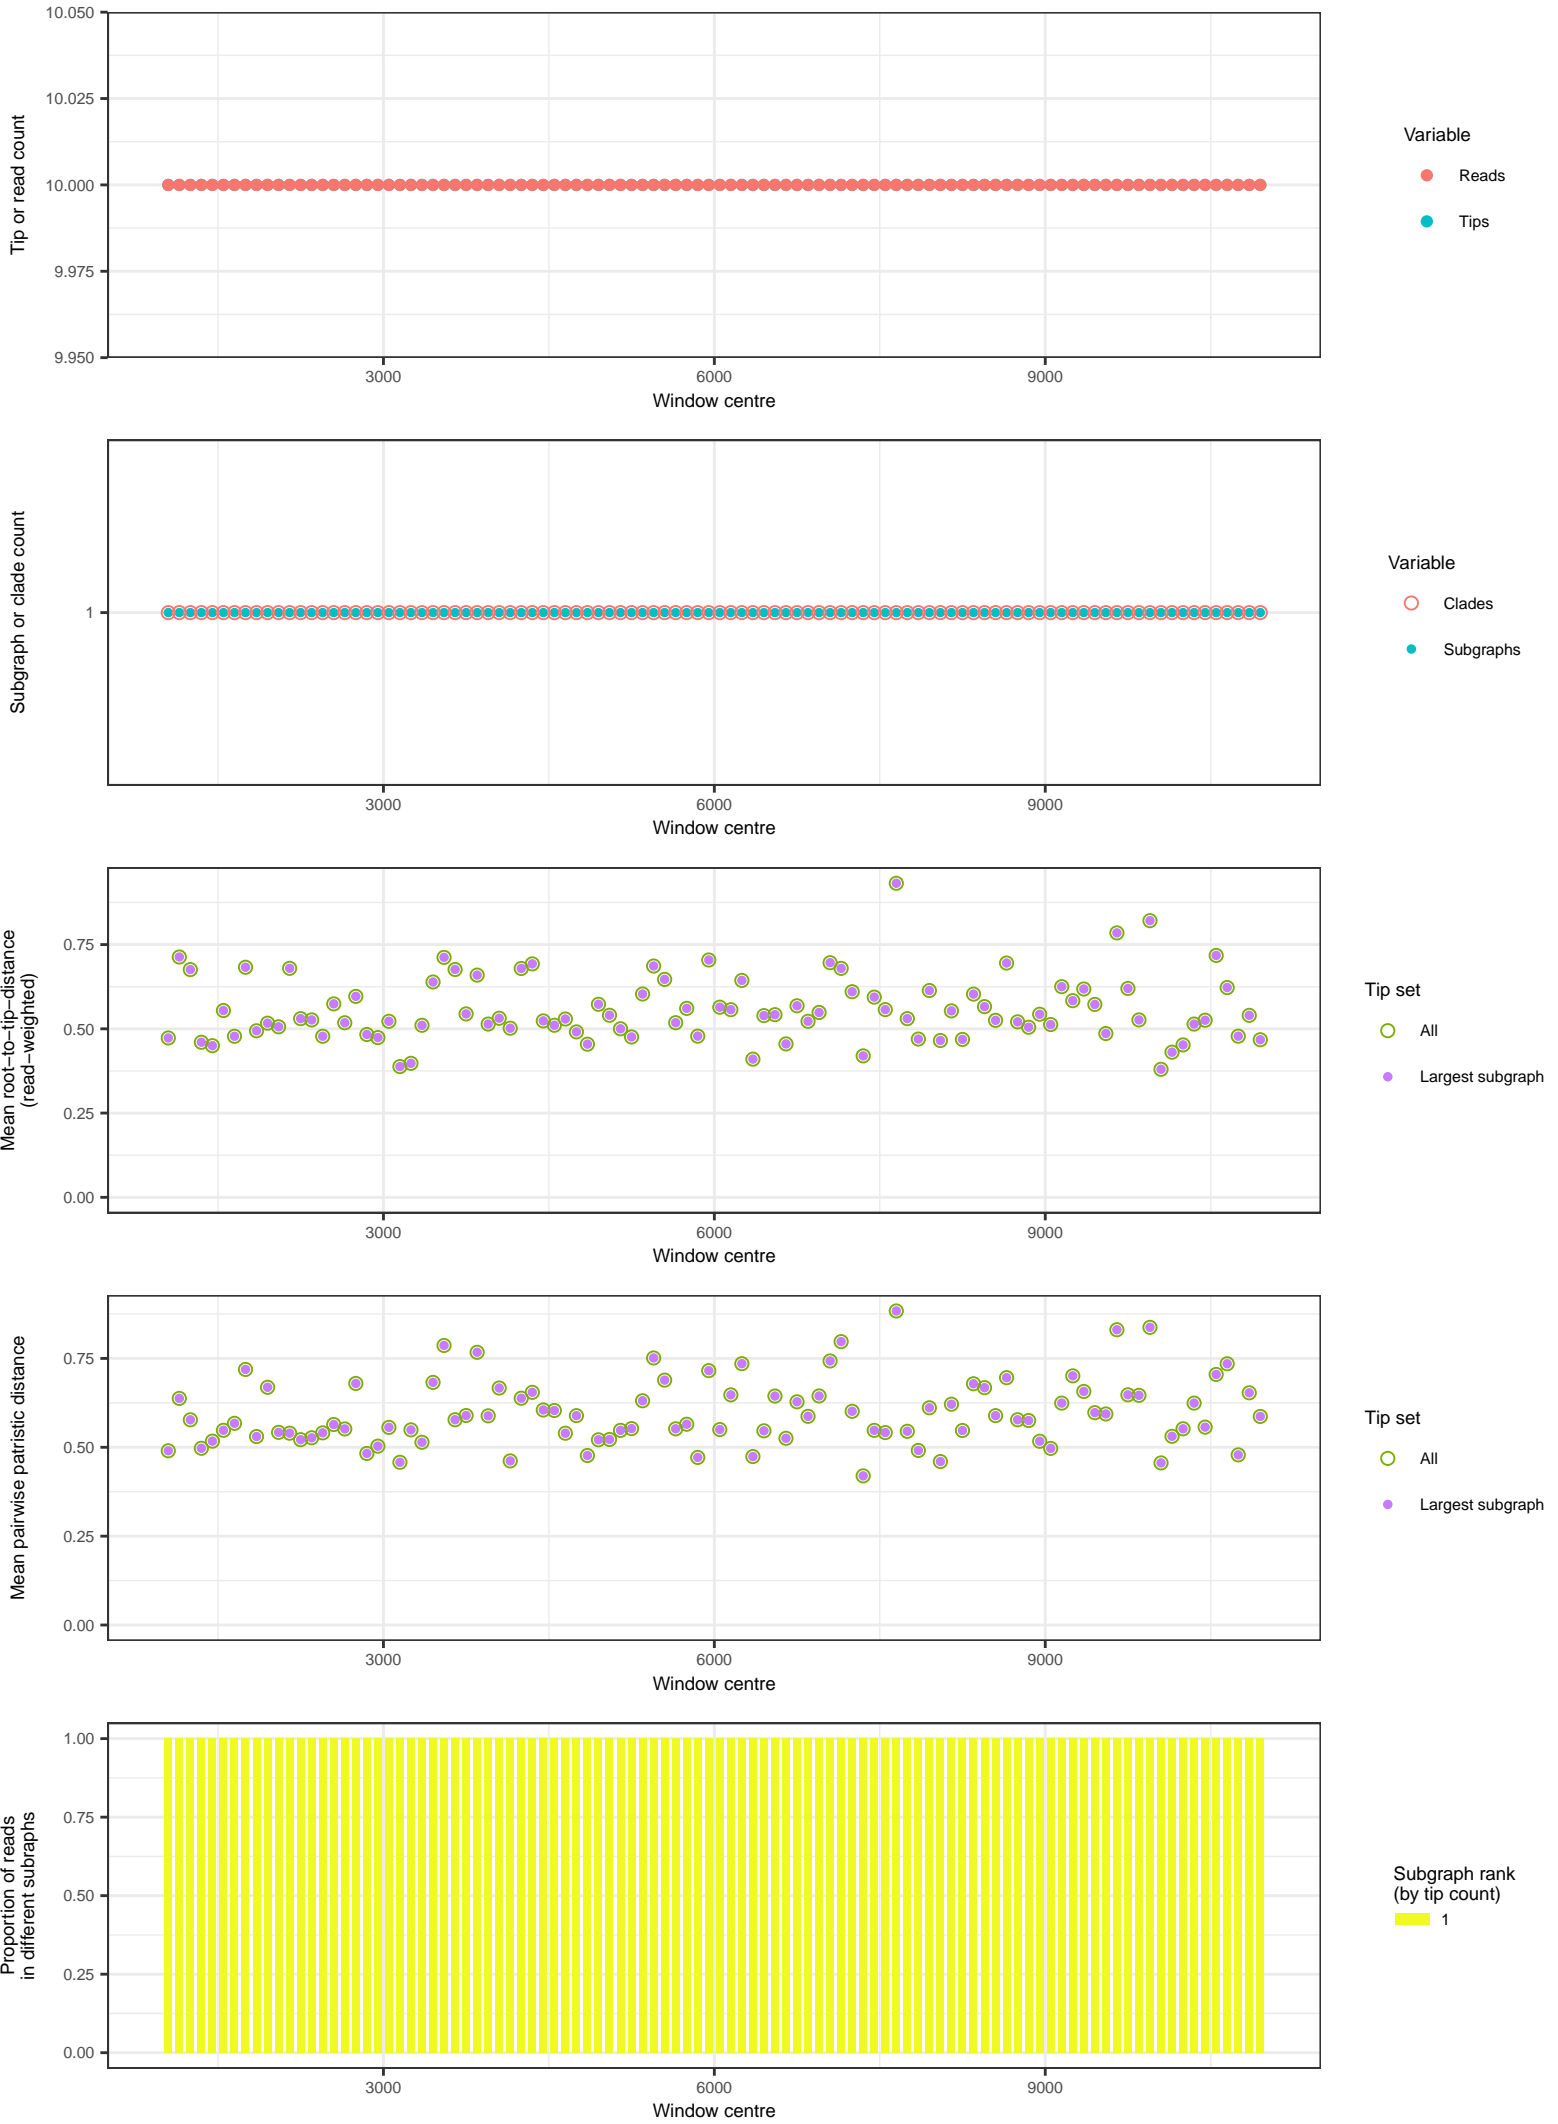 10.050
10.025
10.000
9.975
9.950
Tip or read count
3000
6000
9000
Window centre
Variable
Reads
Tips
1
Subgraph or clade count
3000
6000
9000
Window centre
Variable
Clades
Subgraphs
0.75
0.50
0.25
0.00
Mean root−to−tip−distance
(read−weighted)
3000
6000
9000
Window centre
Tip set
All
Largest subgraph
0.75
0.50
0.25
0.00
Mean pairwise patristic distance
3000
6000
9000
Window centre
Tip set
All
Largest subgraph
1.00
0.75
0.50
0.25
0.00
Proportion of reads
in different subraphs
3000
6000
9000
Window centre
Subgraph rank
(by tip count)
1